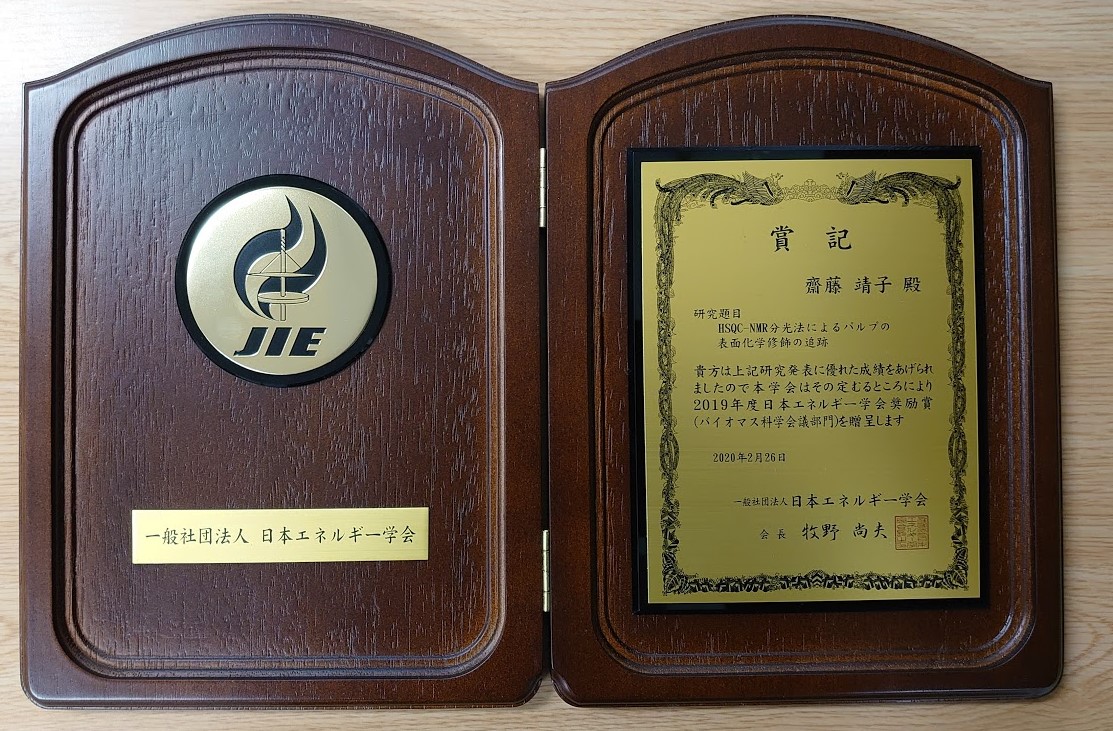 JIE
一般社団法人 日本エネルギー学会
賞記
齋藤 靖子 殿
研究題目
HSQC-NMR分光法によるパルプの
表面化学修飾の追跡
貴方は上記研究発表に優れた成績をあげられ
ましたので本学会はその定むるところにより
2019年度日本エネルギー学会奨励賞
(バイオマス科学会議部門)を贈呈します
2020年2月26日
一般社団法人日本エネルギー学会
会長 牧野 尚夫